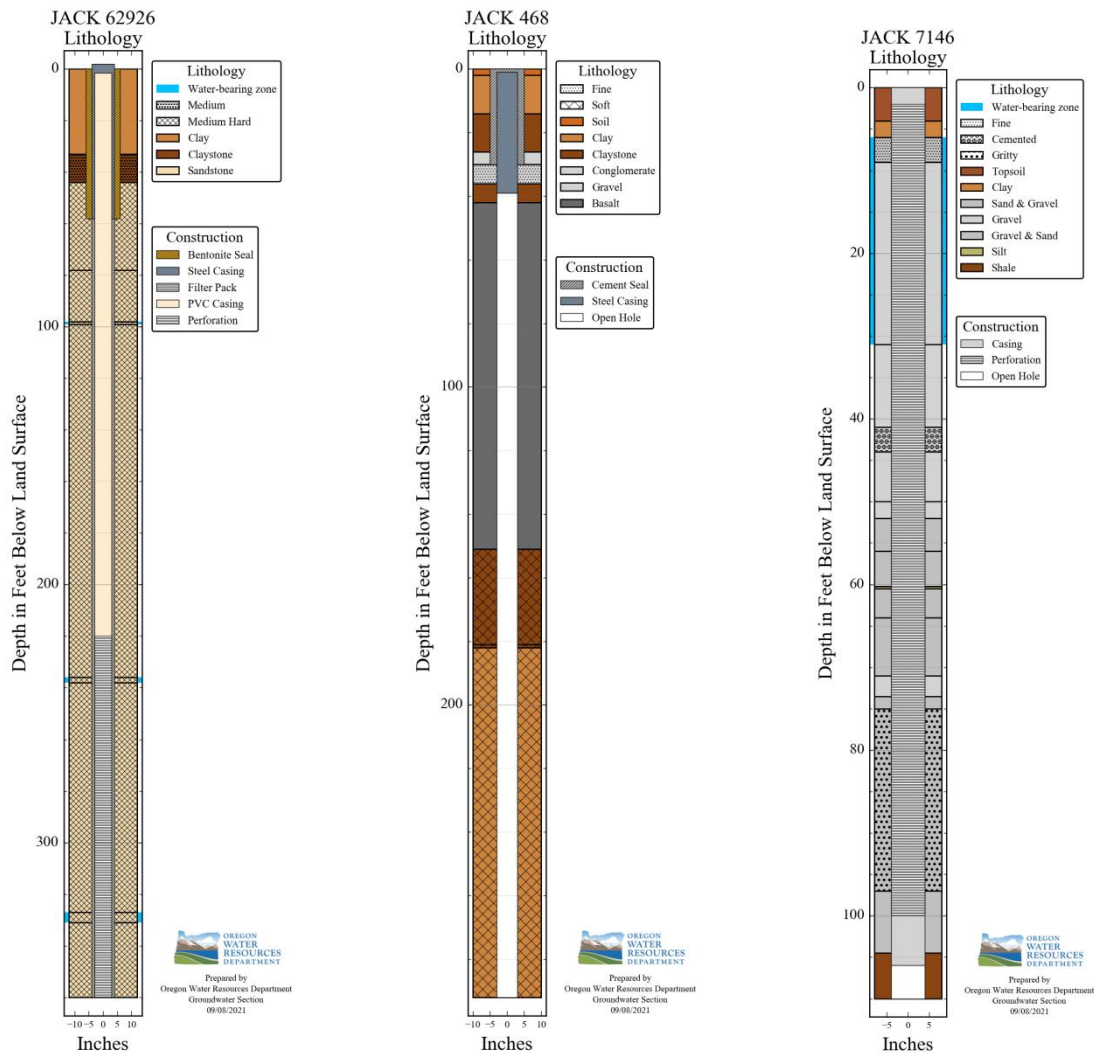 JACK 62926
Lithology
0
100
200
300
Depth in Feet Below Land Surface
−10 −5 0 5 10
Inches
Lithology
Water-bearing zone
Medium
Medium Hard
Clay
Claystone
Sandstone
Construction
Bentonite Seal
Steel Casing
Filter Pack
PVC Casing
Perforation
OREGON
WATER
RESOURCES
DEPARTMENT
Prepared by
Oregon Water Resources Department
Groundwater Section
09/08/2021
JACK 468
Lithology
0
100
200
Depth in Feet Below Land Surface
−10 −5 0 5 10
Inches
Lithology
Fine
Soft
Soil
Clay
Claystone
Conglomerate
Gravel
Basalt
Construction
Cement Seal
Steel Casing
Open Hole
OREGON
WATER
RESOURCES
DEPARTMENT
Prepared by
Oregon Water Resources Department
Groundwater Section
09/08/2021
JACK 7146
Lithology
0
20
40
60
80
100
Depth in Feet Below Land Surface
−5 0 5
Inches
Lithology
Water-bearing zone
Fine
Cemented
Gritty
Topsoil
Clay
Sand & Gravel
Gravel
Gravel & Sand
Silt
Shale
Construction
Casing
Perforation
Open Hole
OREGON
WATER
RESOURCES
DEPARTMENT
Prepared by
Oregon Water Resources Department
Groundwater Section
09/08/2021